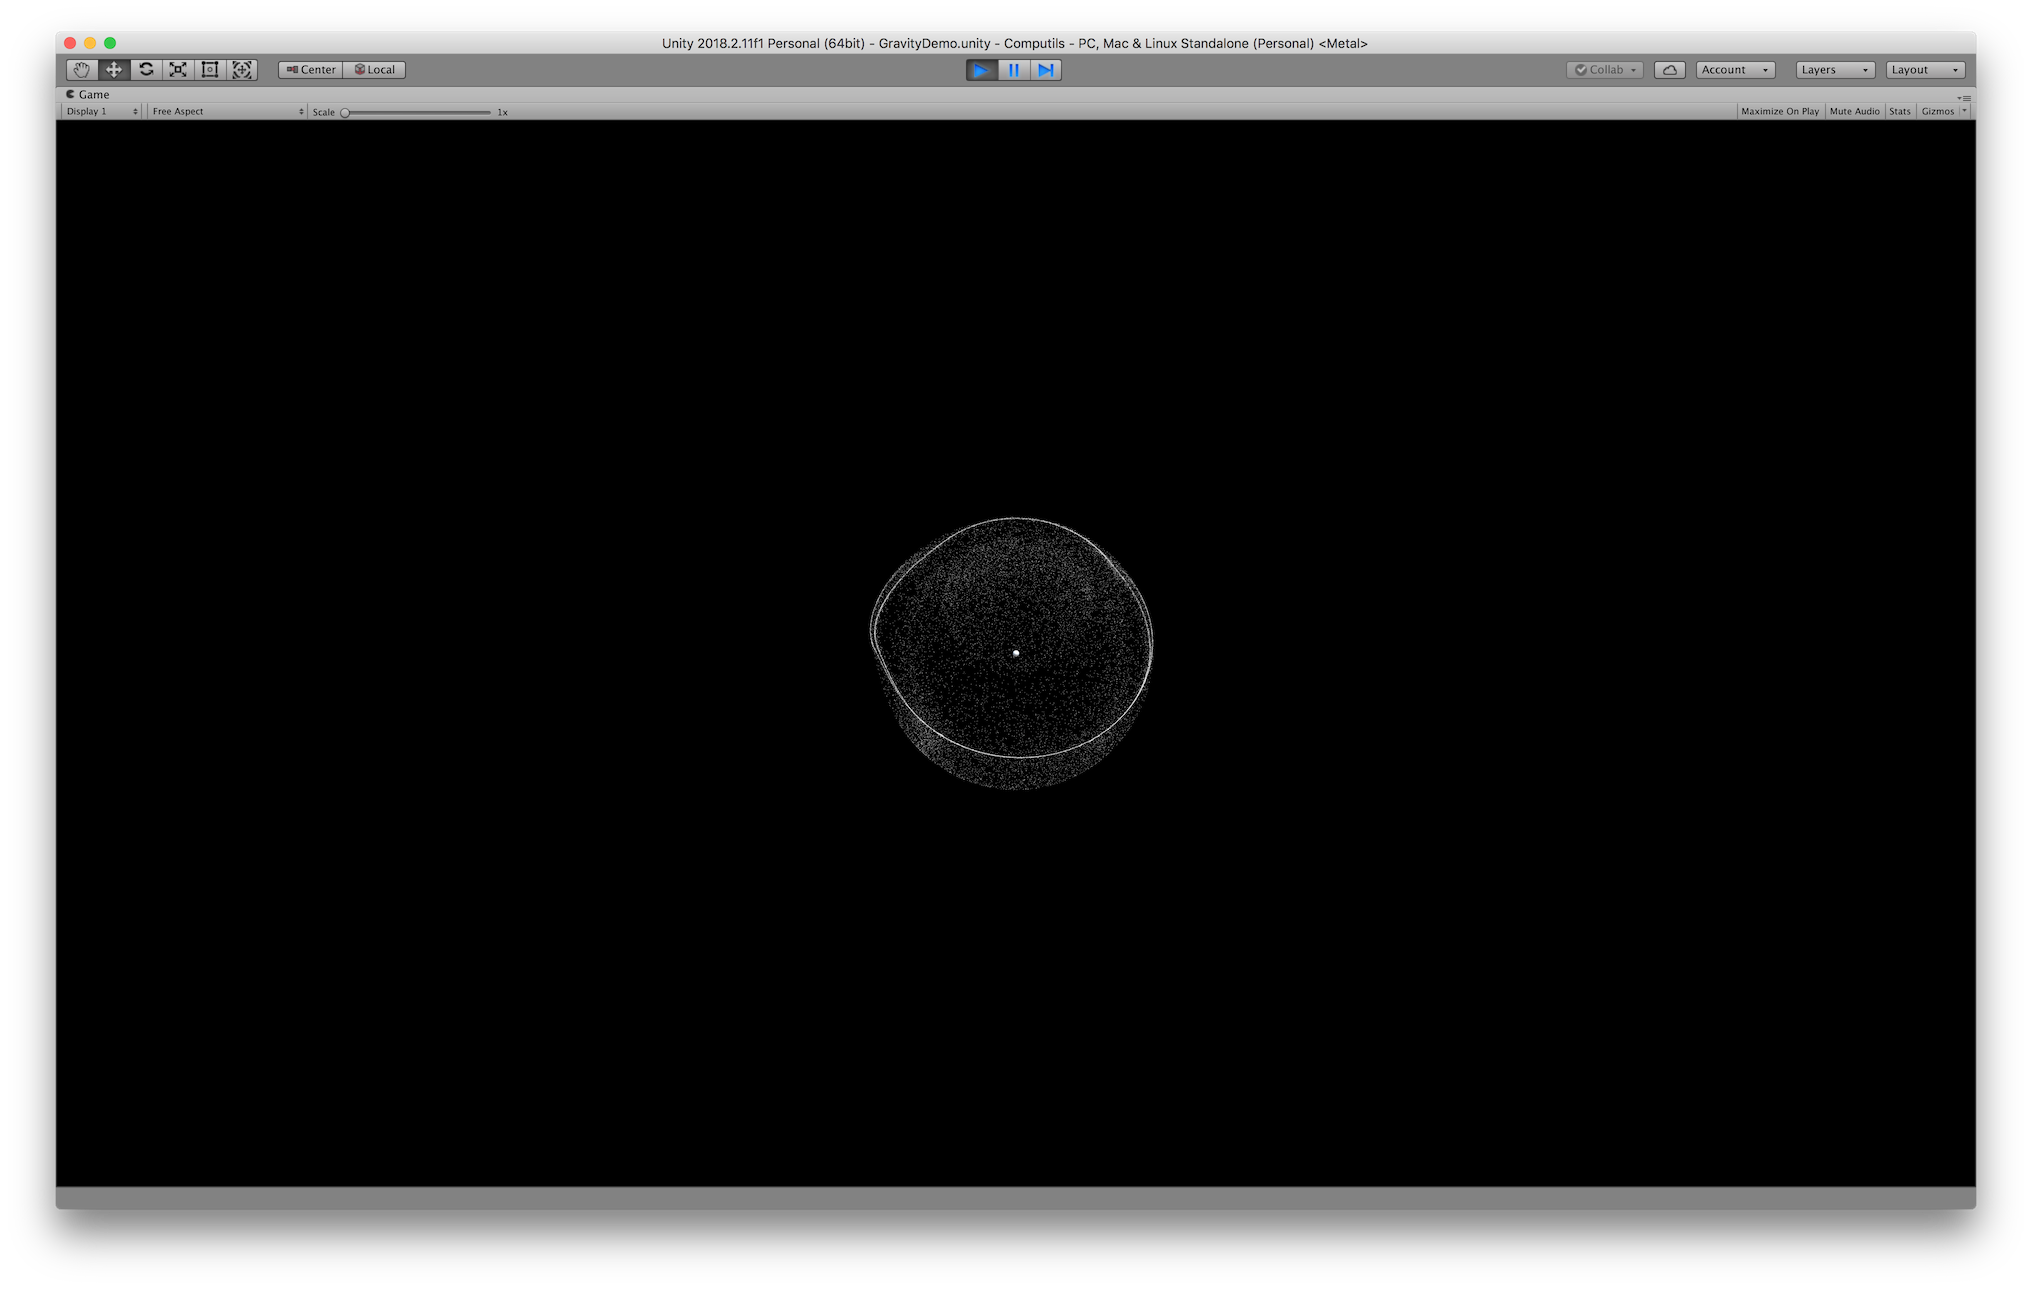 Unity 2018.2.11f1 Personal (64bit) - GravityDemo.unity - Computils - PC, Mac & Linux Standalone (Personal) <Metal>
Center Local Collab Account Layers Layout
Game
Display 1 Free Aspect Scale 1x Maximize On Play Mute Audio Stats Gizmos